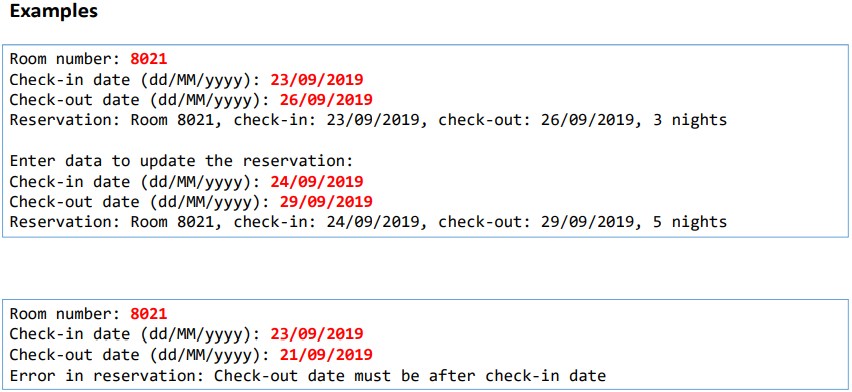 Examples
Room number: 8021
Check-in date (dd/MM/yyyy): 23/09/2019
Check-out date (dd/MM/yyyy): 26/09/2019
Reservation: Room 8021, check-in: 23/09/2019, check-out: 26/09/2019, 3 nights
Enter data to update the reservation:
Check-in date (dd/MM/yyyy): 24/09/2019
Check-out date (dd/MM/yyyy): 29/09/2019
Reservation: Room 8021, check-in: 24/09/2019, check-out: 29/09/2019, 5 nights
Room number: 8021
Check-in date (dd/MM/yyyy): 23/09/2019
Check-out date (dd/MM/yyyy): 21/09/2019
Error in reservation: Check-out date must be after check-in date